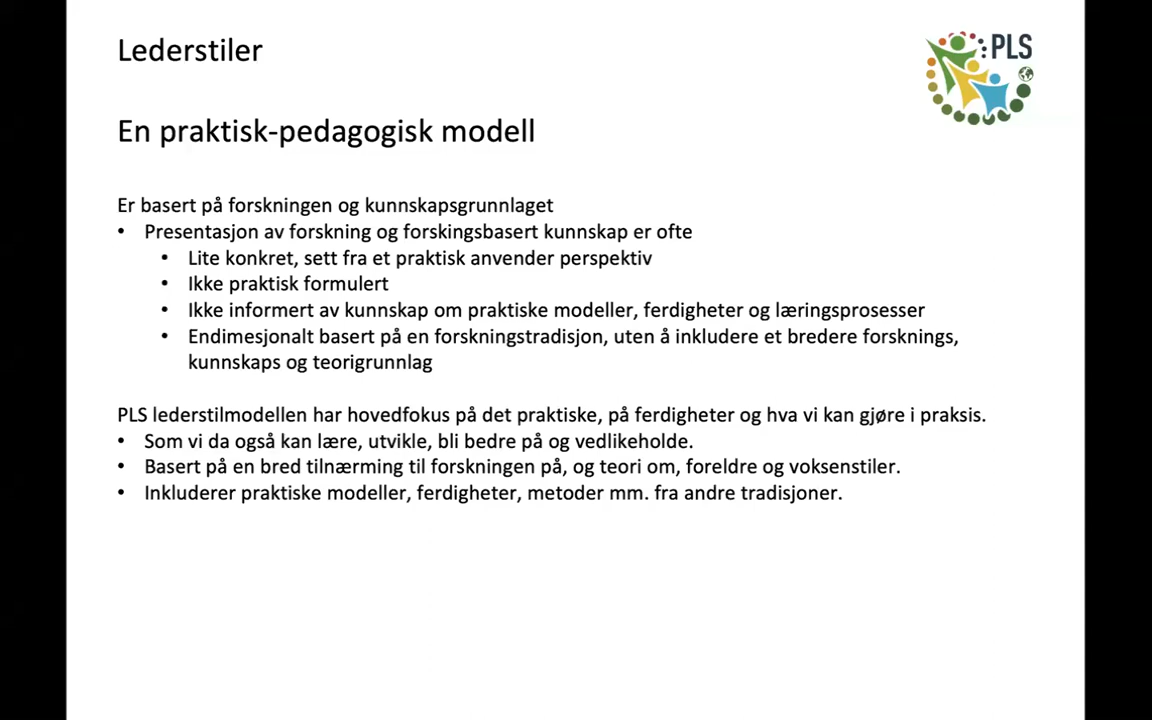 Lederstiler
PLS
En praktisk-pedagogisk modell
Er basert på forskningen og kunnskapsgrunnlaget
• Presentasjon av forskning og forskingsbasert kunnskap er ofte
• Lite konkret, sett fra et praktisk anvender perspektiv
• Ikke praktisk formulert
• Ikke informert av kunnskap om praktiske modeller, ferdigheter og læringsprosesser
• Endimesjonalt basert på en forskningstradisjon, uten å inkludere et bredere forsknings,
kunnskaps og teorigrunnlag
PLS lederstilmodellen har hovedfokus på det praktiske, på ferdigheter og hva vi kan gjøre i praksis.
• Som vi da også kan lære, utvikle, bli bedre på og vedlikeholde.
• Basert på en bred tilnærming til forskningen på, og teori om, foreldre og voksenstiler.
• Inkluderer praktiske modeller, ferdigheter, metoder mm. fra andre tradisjoner.